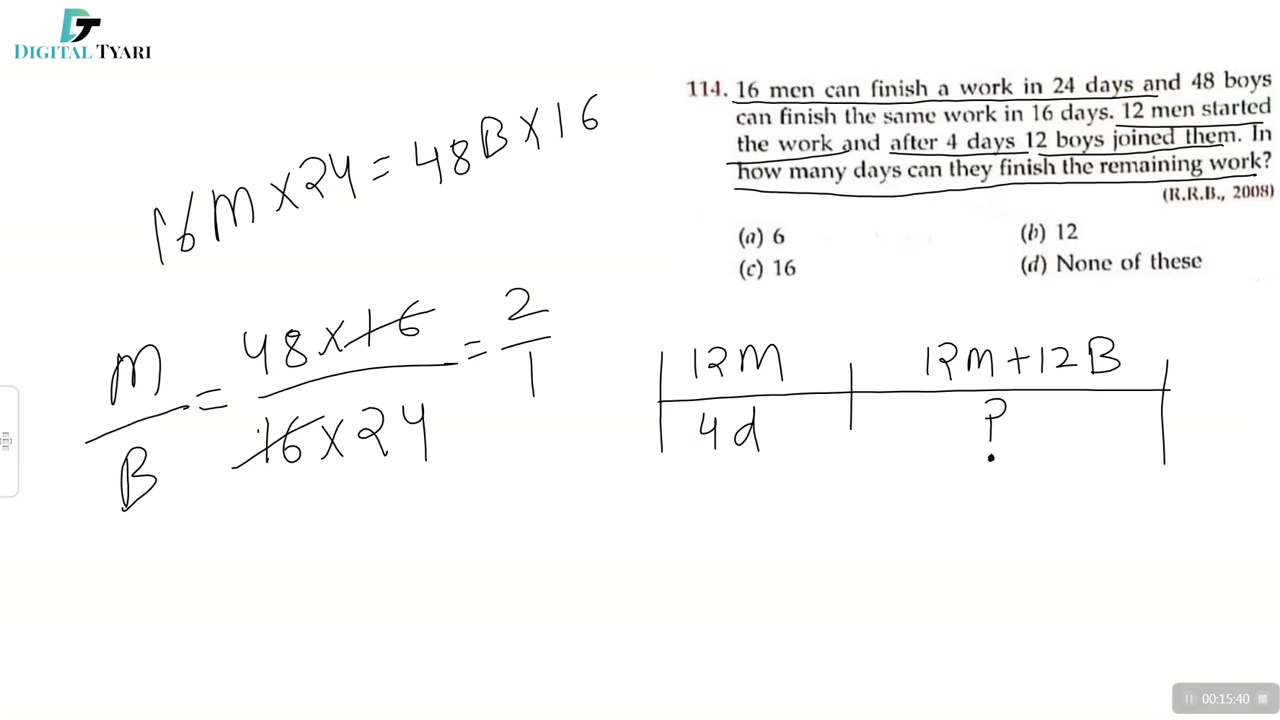 DIGITAL TYARI
16M×24=48B×16
M/B = 48×16/16×24 = 2/1
114. 16 men can finish a work in 24 days and 48 boys
can finish the same work in 16 days. 12 men started
the work and after 4 days 12 boys joined them. In
how many days can they finish the remaining work?
(R.R.B., 2008)
(a) 6
(b) 12
(c) 16
(d) None of these
12M
12M+12B
4d
?
00:15:40